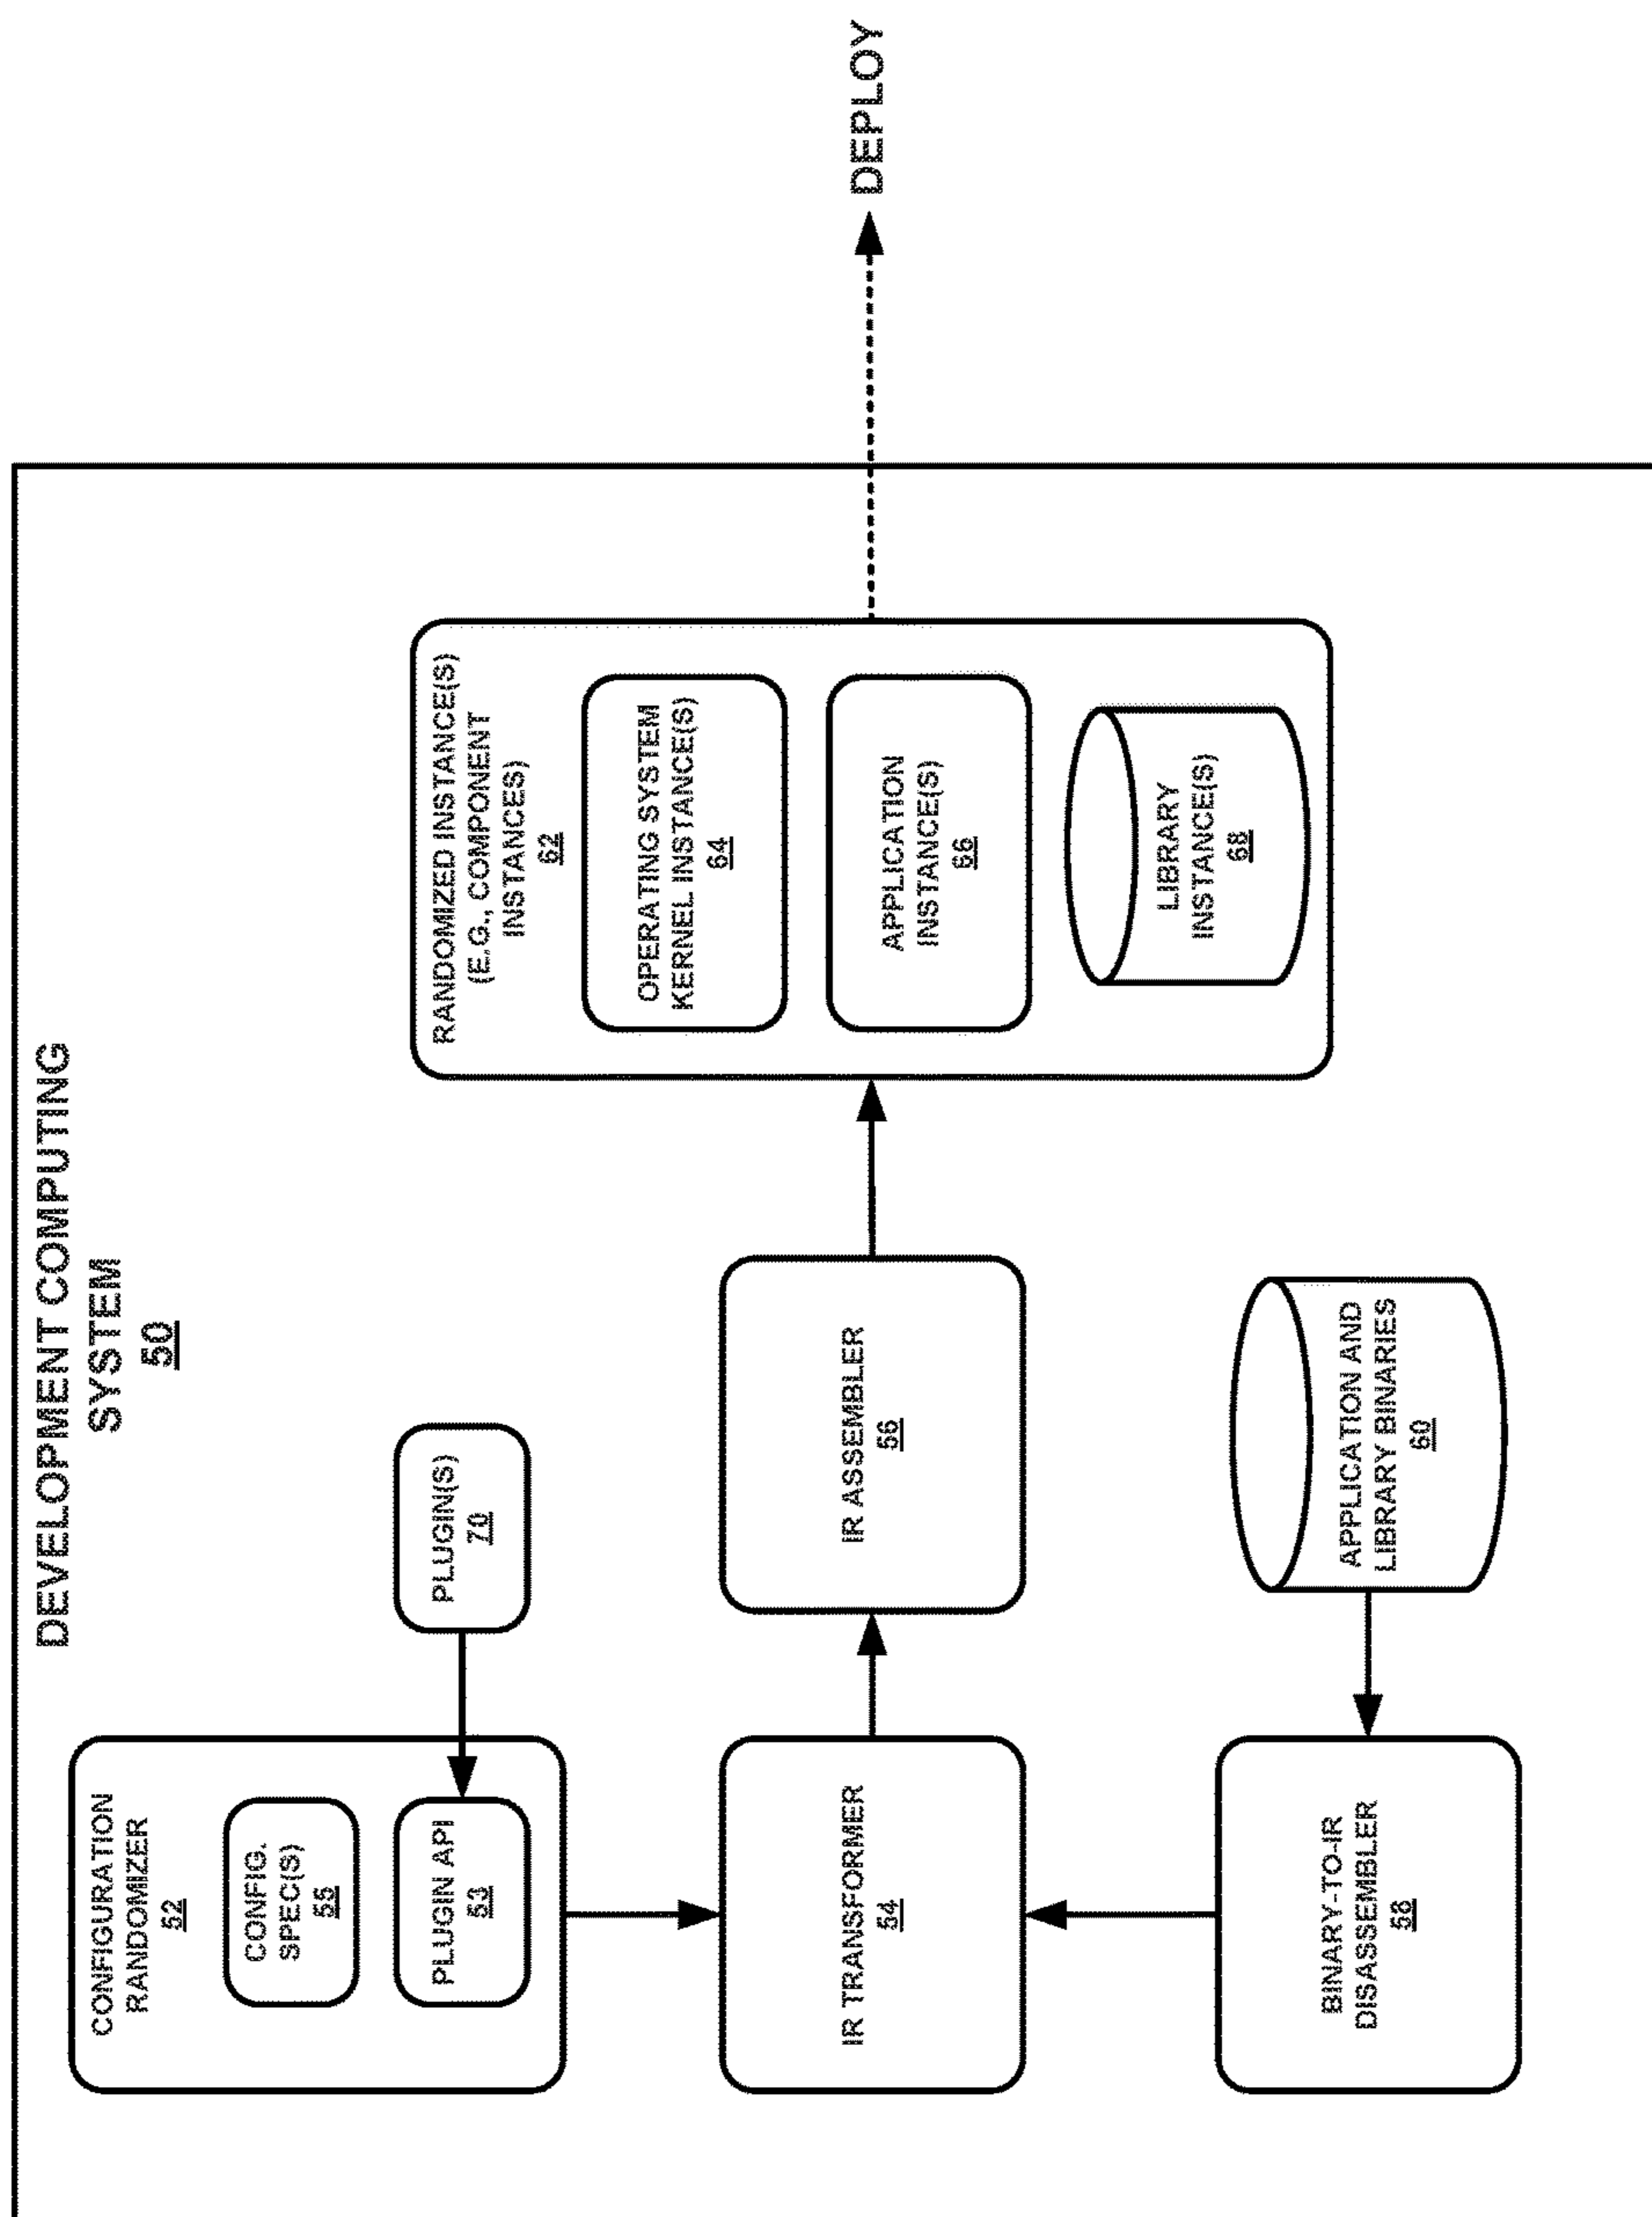 DEVELOPMENT COMPUTING
SYSTEM
50
CONFIGURATION
RANDOMIZER
52
CONFIG.
SPEC(S)
55
PLUGIN API
53
PLUGIN(S)
70
IR TRANSFORMER
54
IR ASSEMBLER
56
BINARY-TO-IR
DISASSEMBLER
58
APPLICATION AND
LIBRARY BINARIES
60
RANDOMIZED INSTANCE(S)
(E.G., COMPONENT
INSTANCES)
62
OPERATING SYSTEM
KERNEL INSTANCE(S)
64
APPLICATION
INSTANCE(S)
66
LIBRARY
INSTANCE(S)
68
DEPLOY